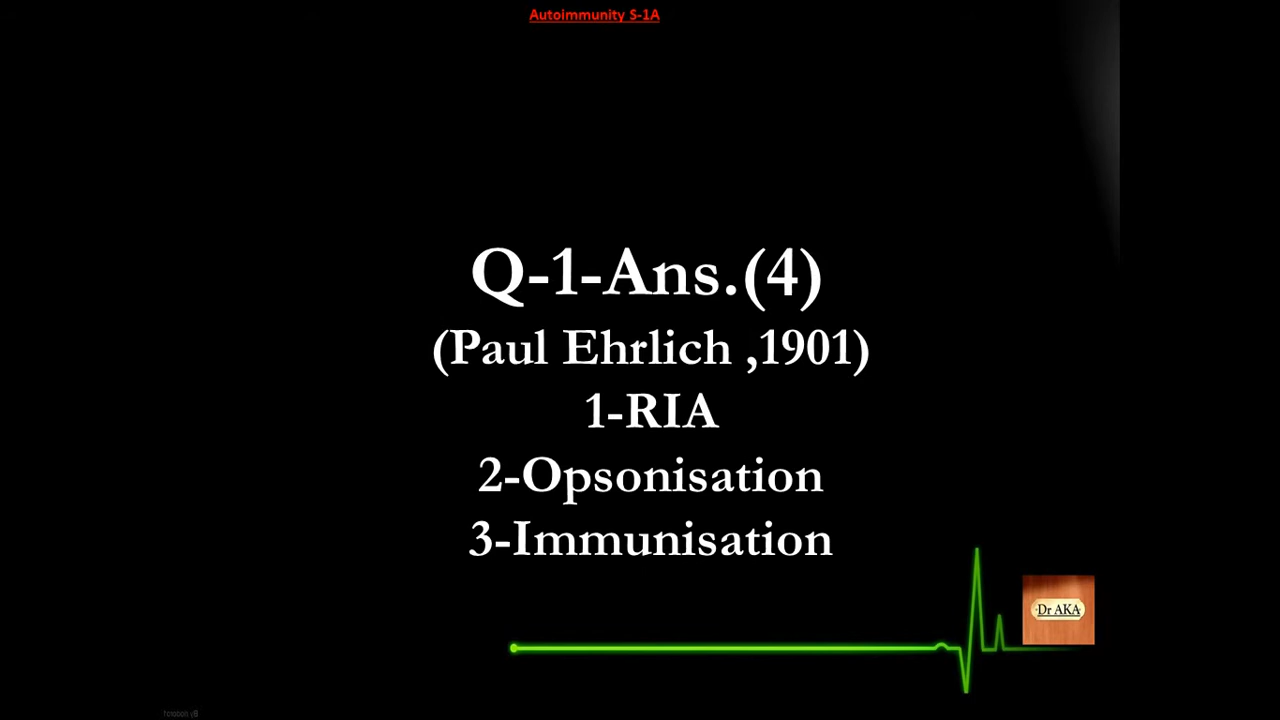 Autoimmunity S-1A
Q-1-Ans.(4)
(Paul Ehrlich ,1901)
1-RIA
2-Opsonisation
3-Immunisation
Dr AKA